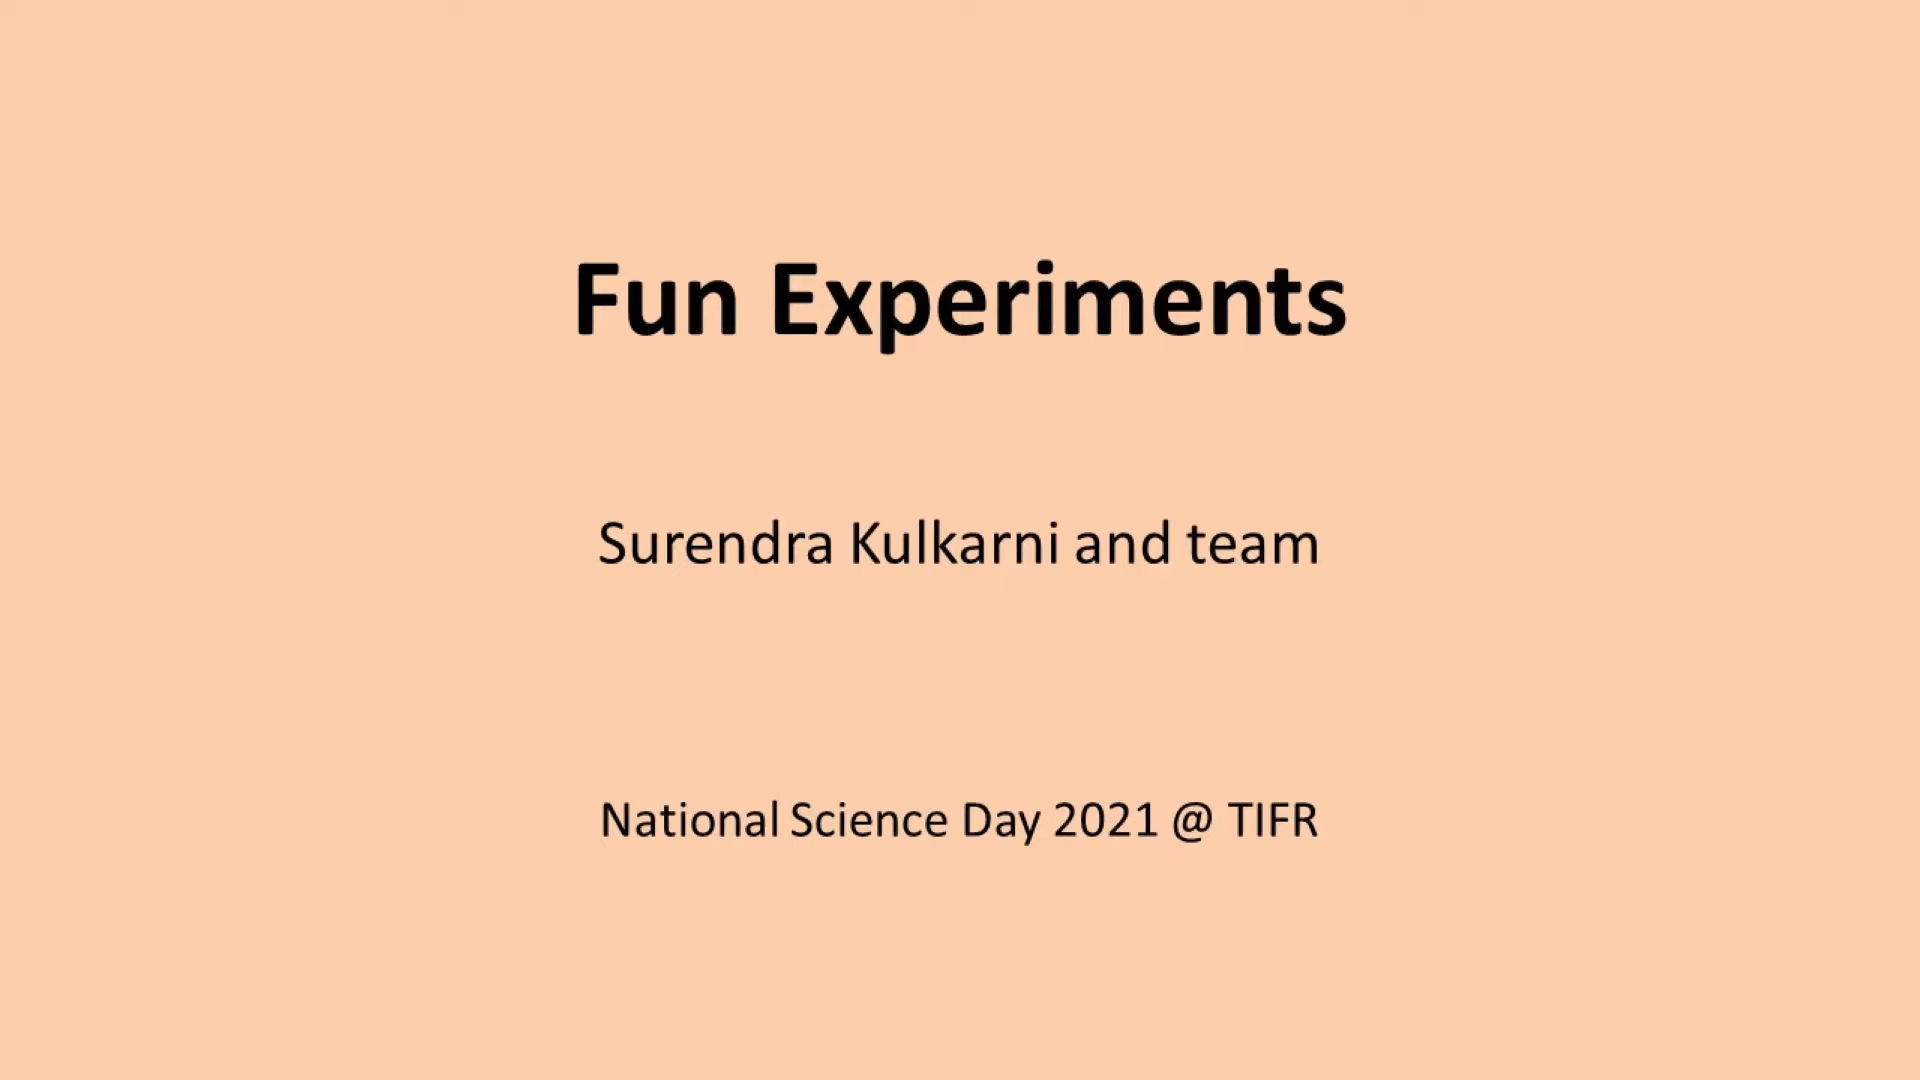 Fun Experiments
Surendra Kulkarni and team
National Science Day 2021 @ TIFR